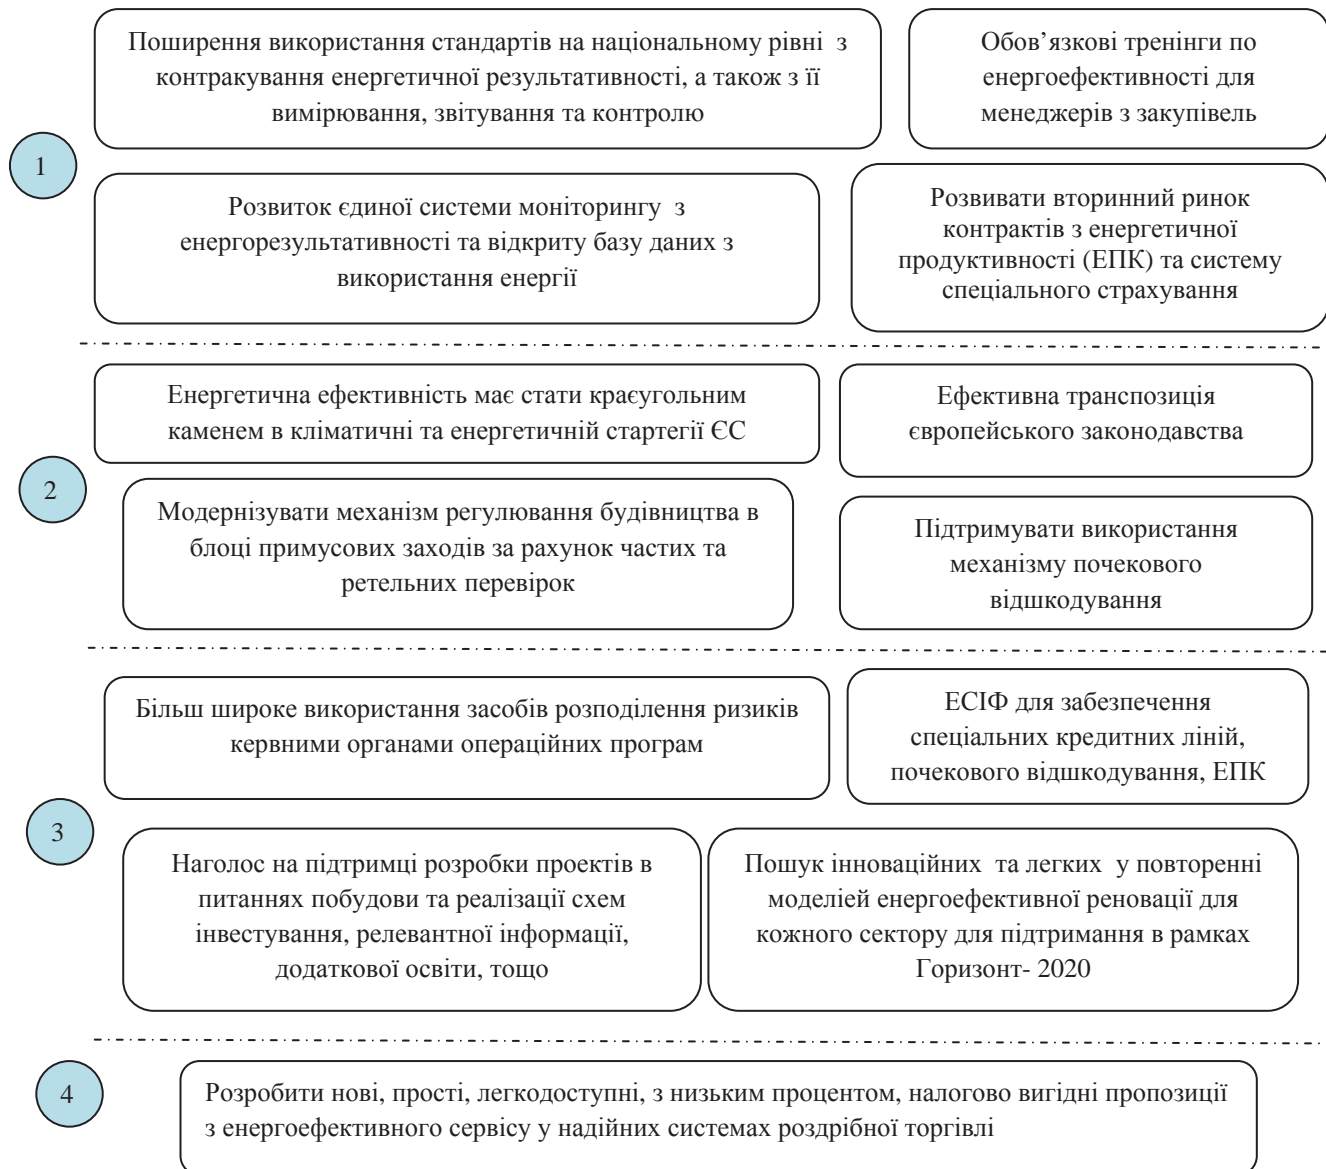 Поширення використання стандартів на національному рівні з
контракування енергетичної результативності, а також з її
вимірювання, звітування та контролю
Обов’язкові тренінги по
енергоефективності для
менеджерів з закупівель
1
Розвиток єдиної системи моніторингу з
енергорезультативності та відкриту базу даних з
використання енергії
Розвивати вторинний ринок
контрактів з енергетичної
продуктивності (ЕПК) та систему
спеціального страхування
Енергетична ефективність має стати краєугольним
каменем в кліматичні та енергетичній стартегії ЄС
Ефективна транспозиція
європейського законодавства
2
Модернізувати механізм регулювання будівництва в
блоці примусових заходів за рахунок частих та
ретельних перевірок
Підтримувати використання
механізму почекового
відшкодування
Більш широке використання засобів розподілення ризиків
кервними органами операційних програм
ЕСІФ для забезпечення
спеціальних кредитних ліній,
почекового відшкодування, ЕПК
3
Наголос на підтримці розробки проектів в
питаннях побудови та реалізації схем
інвестування, релевантної інформації,
додаткової освіти, тощо
Пошук інноваційних та легких у повторенні
моделіей енергоефективної реновації для
кожного сектору для підтримання в рамках
Горизонт- 2020
4
Розробити нові, прості, легкодоступні, з низьким процентом, налогово вигідні пропозиції
з енергоефективного сервісу у надійних системах роздрібної торгівлі